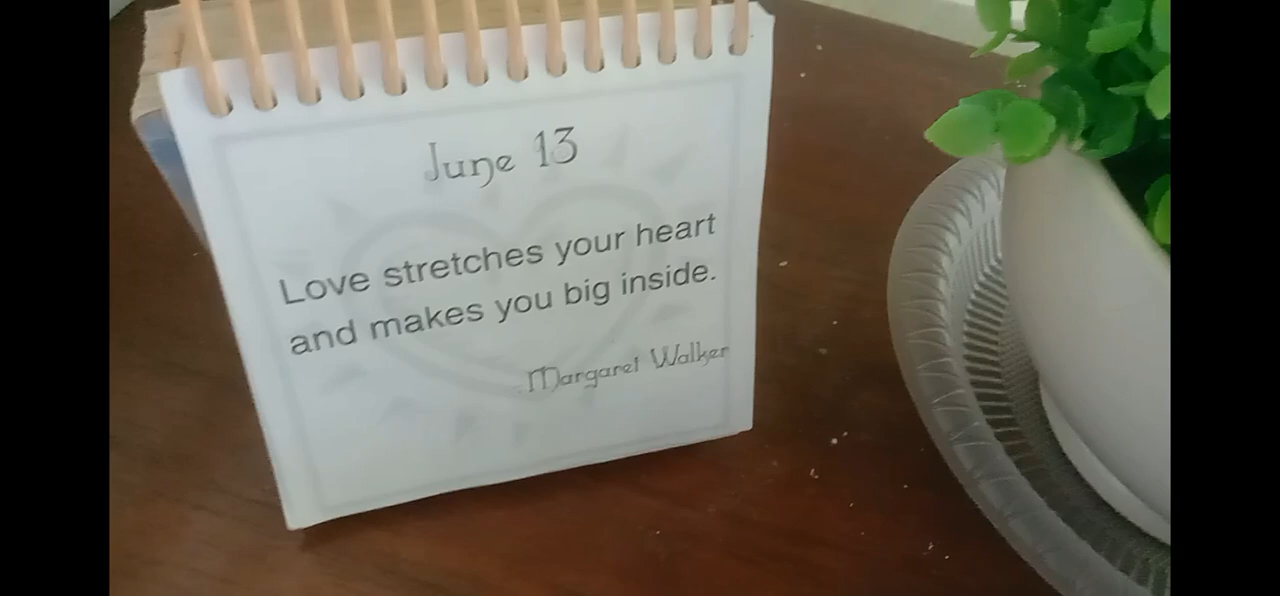 June 13
Love stretches your heart
and makes you big inside.
Margaret Walker